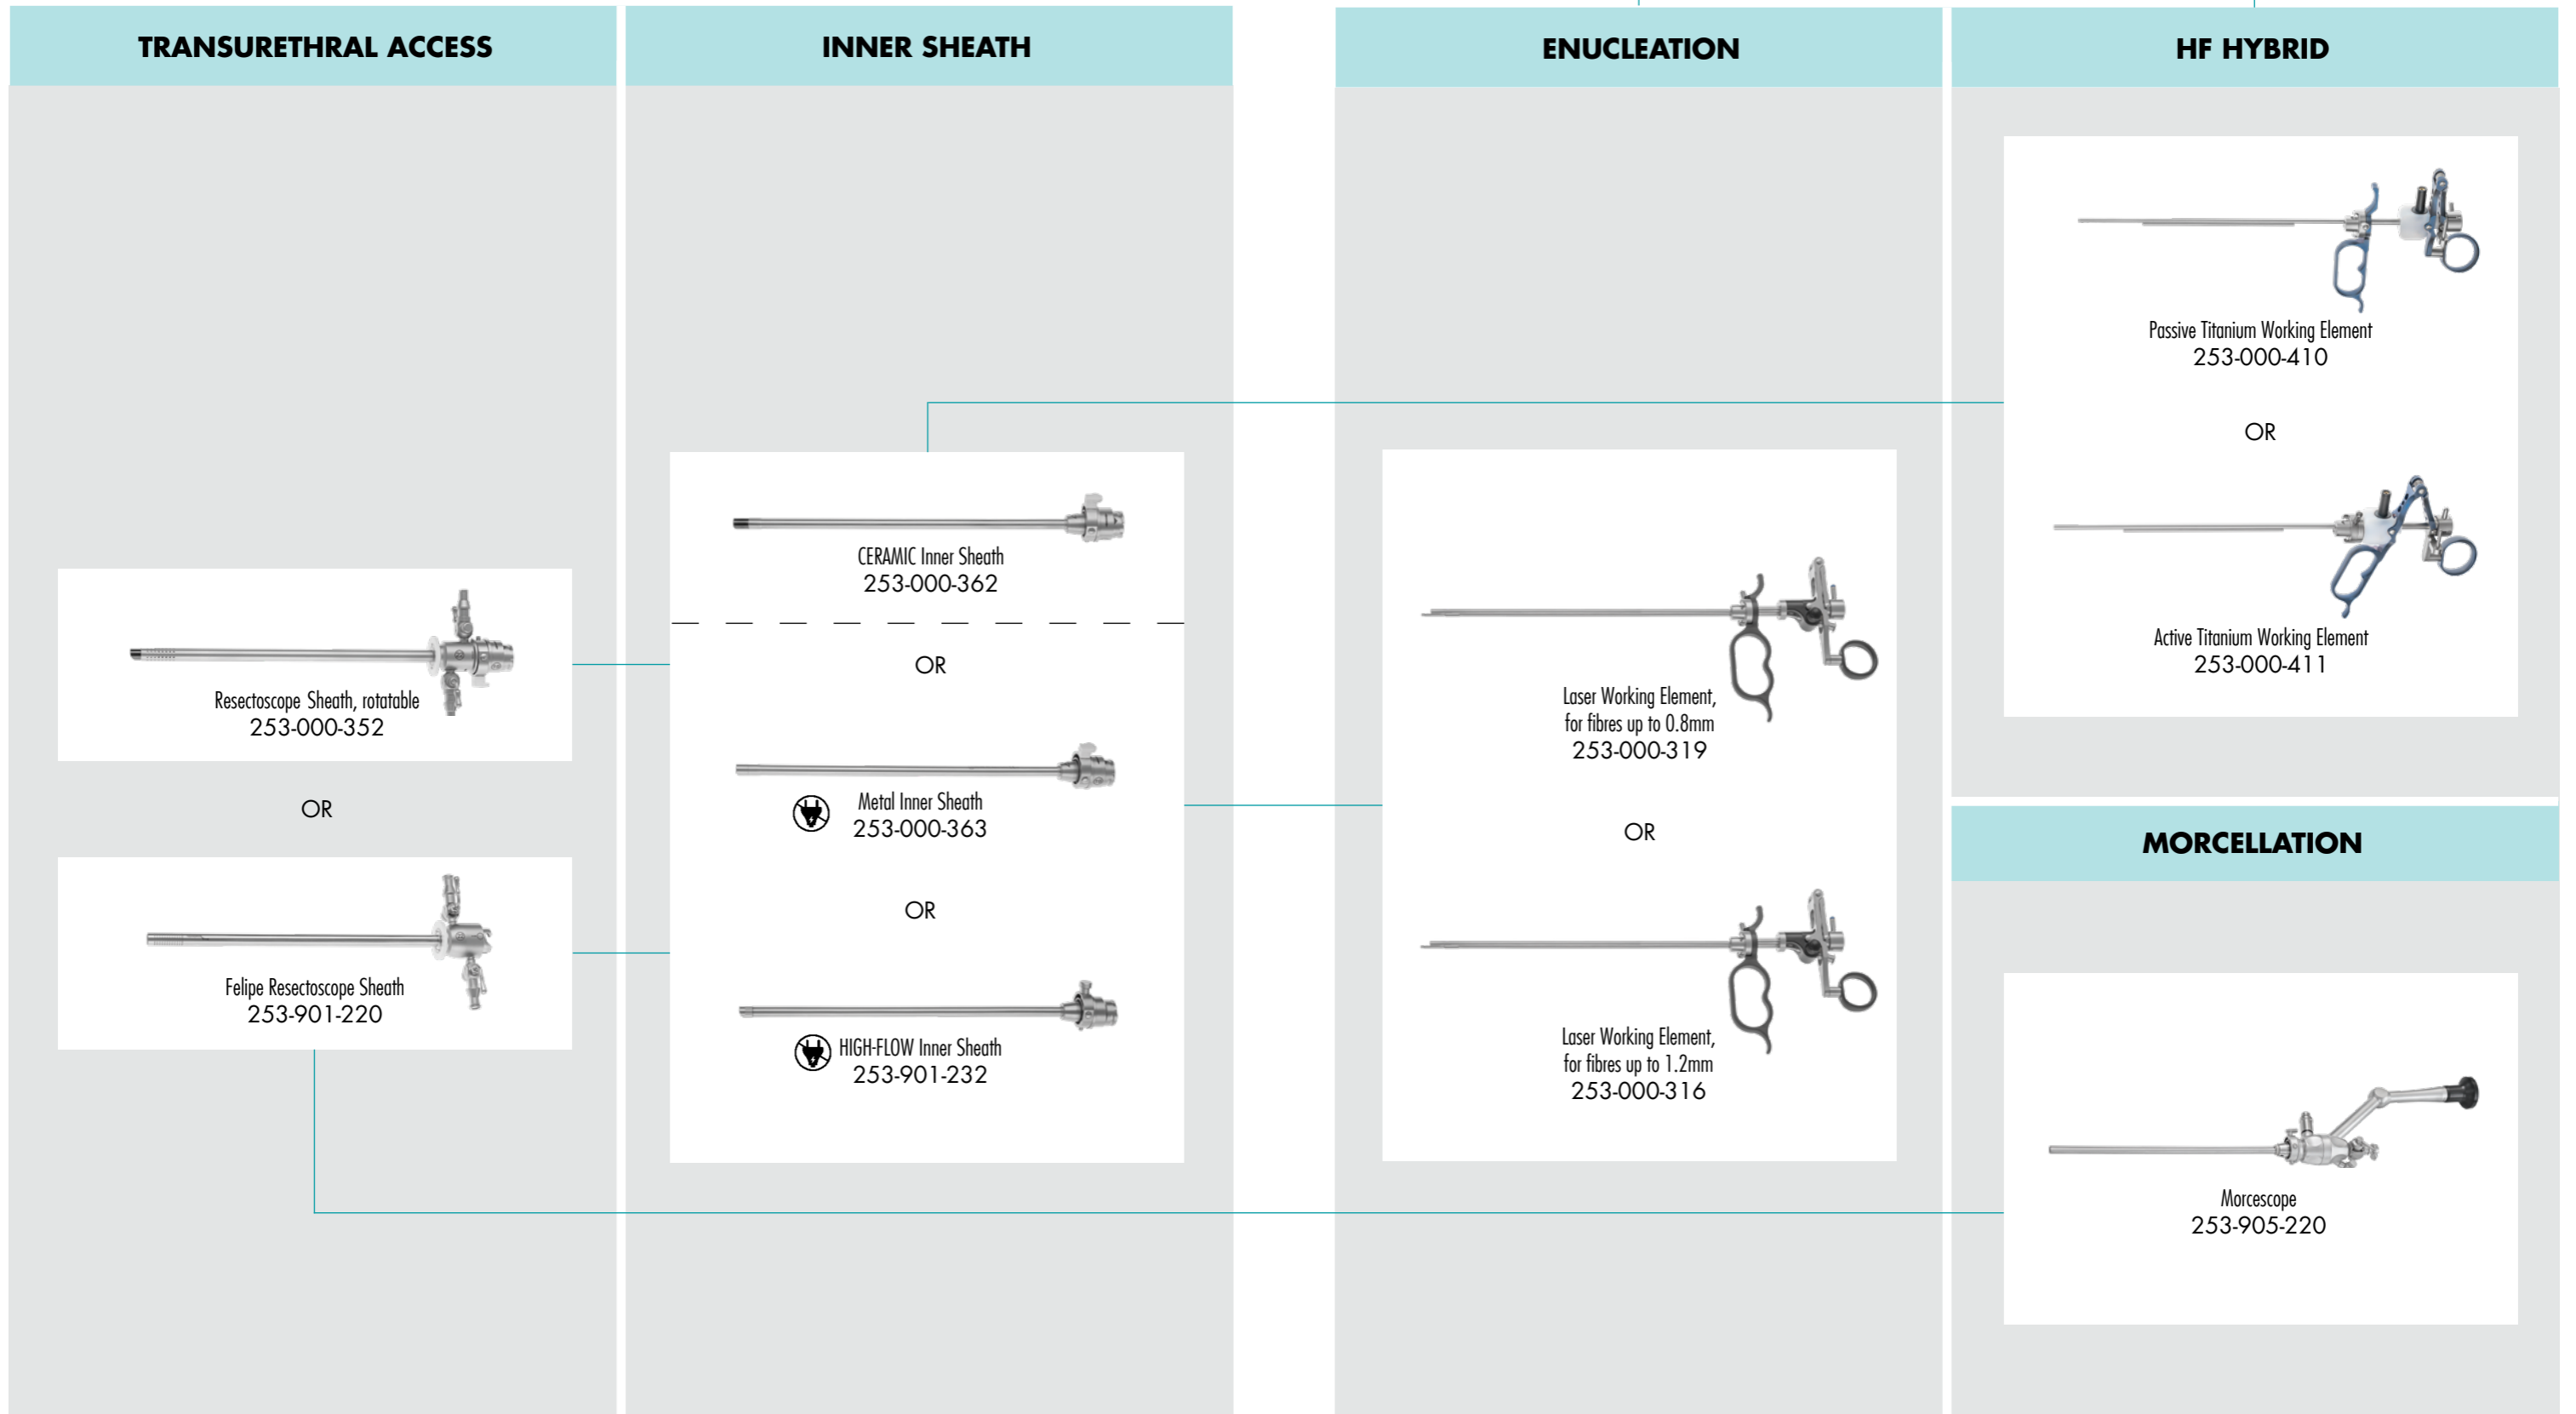 TRANSURETHRAL ACCESS
Resectoscope Sheath, rotatable
253-000-352
OR
Felipe Resectoscope Sheath
253-901-220
INNER SHEATH
CERAMIC Inner Sheath
253-000-362
OR
Metal Inner Sheath
253-000-363
OR
HIGH-FLOW Inner Sheath
253-901-232
ENUCLEATION
Laser Working Element,
for fibres up to 0.8mm
253-000-319
OR
Laser Working Element,
for fibres up to 1.2mm
253-000-316
HF HYBRID
Passive Titanium Working Element
253-000-410
OR
Active Titanium Working Element
253-000-411
MORCELLATION
Morcescope
253-905-220